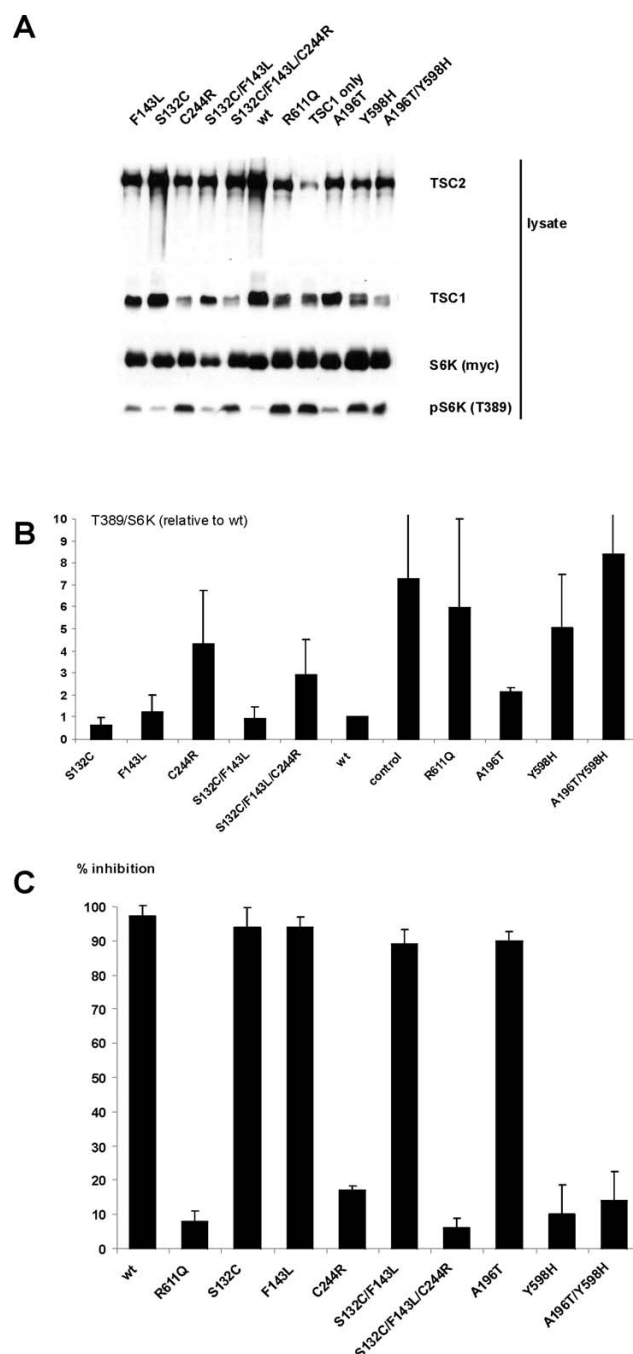 A
F143L
S132C
C244R
S132C/F143L
S132C/F143L/C244R
wt
R611Q
TSC1 only
A196T
Y598H
A196T/Y598H
TSC2
lysate
TSC1
S6K (myc)
pS6K (T389)
B
T389/S6K (relative to wt)
10
9
8
7
6
5
4
3
2
1
0
S132C
F143L
C244R
S132C/F143L
S132C/F143L/C244R
wt
control
R611Q
A196T
Y598H
A196T/Y598H
C
% inhibition
100
90
80
70
60
50
40
30
20
10
0
wt
R611Q
S132C
F143L
C244R
S132C/F143L
S132C/F143L/C244R
A196T
Y598H
A196T/Y598H